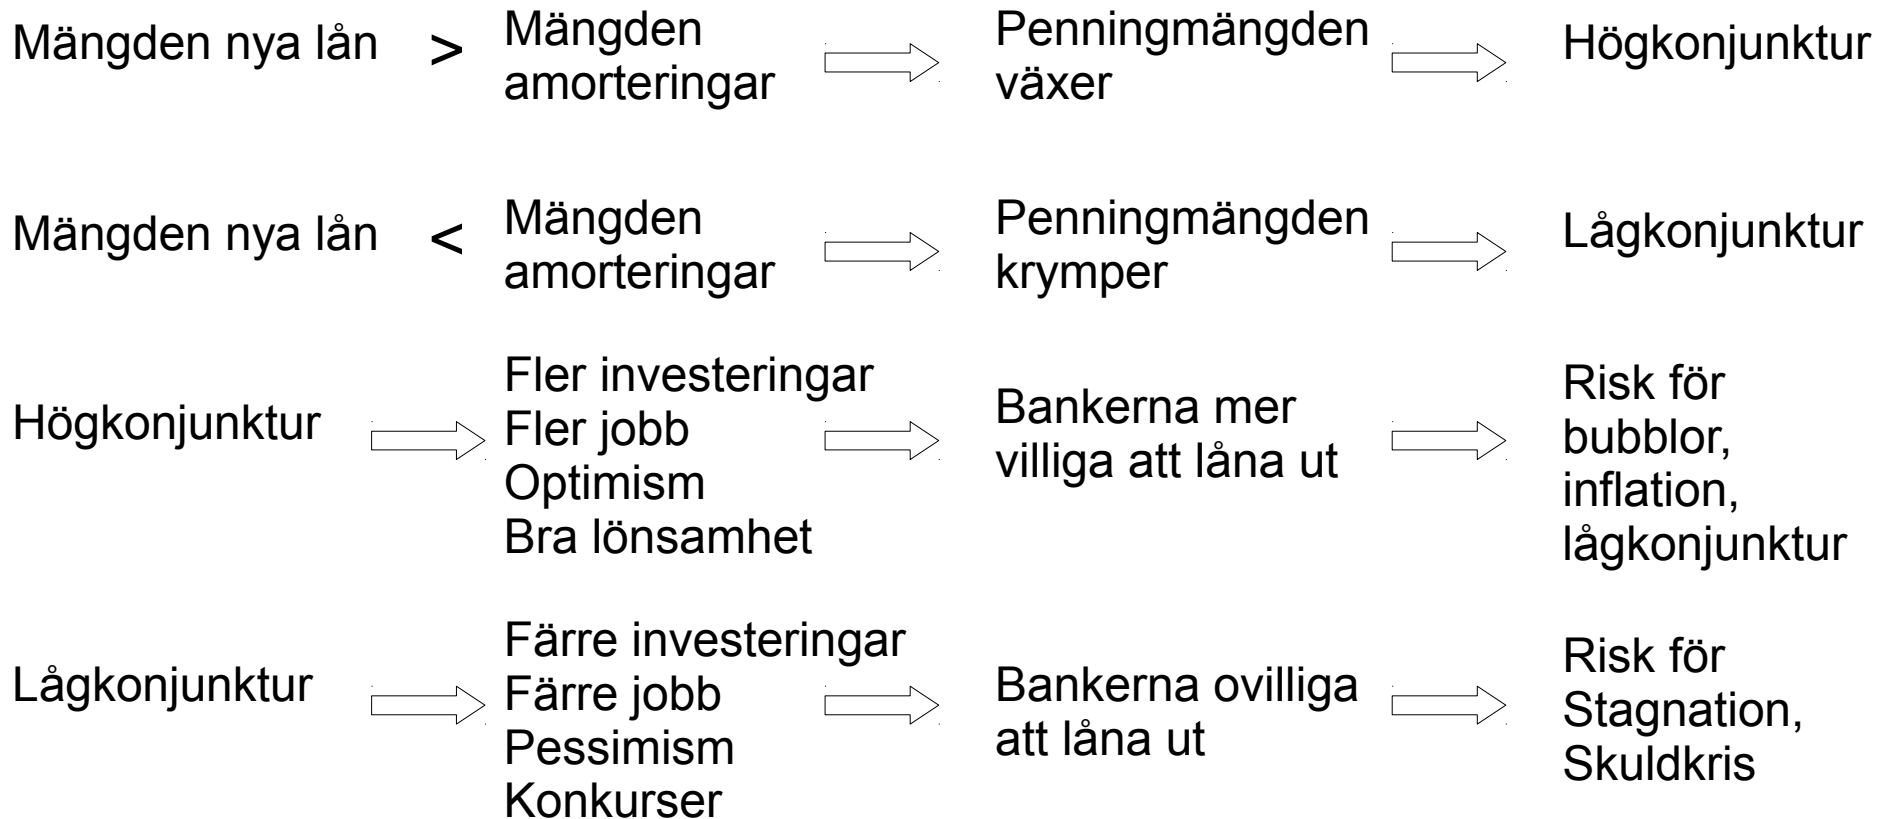 Mängden nya lån > Mängden amorteringar Penningmängden växer Högkonjunktur
Mängden nya lån < Mängden amorteringar Penningmängden krymper Lågkonjunktur
Högkonjunktur
Fler investeringar
Fler jobb
Optimism
Bra lönsamhet
Bankerna mer
villiga att låna ut
Risk för
bubblor,
inflation,
lågkonjunktur
Lågkonjunktur
Färre investeringar
Färre jobb
Pessimism
Konkurser
Bankerna ovilliga
att låna ut
Risk för
Stagnation,
Skuldkris